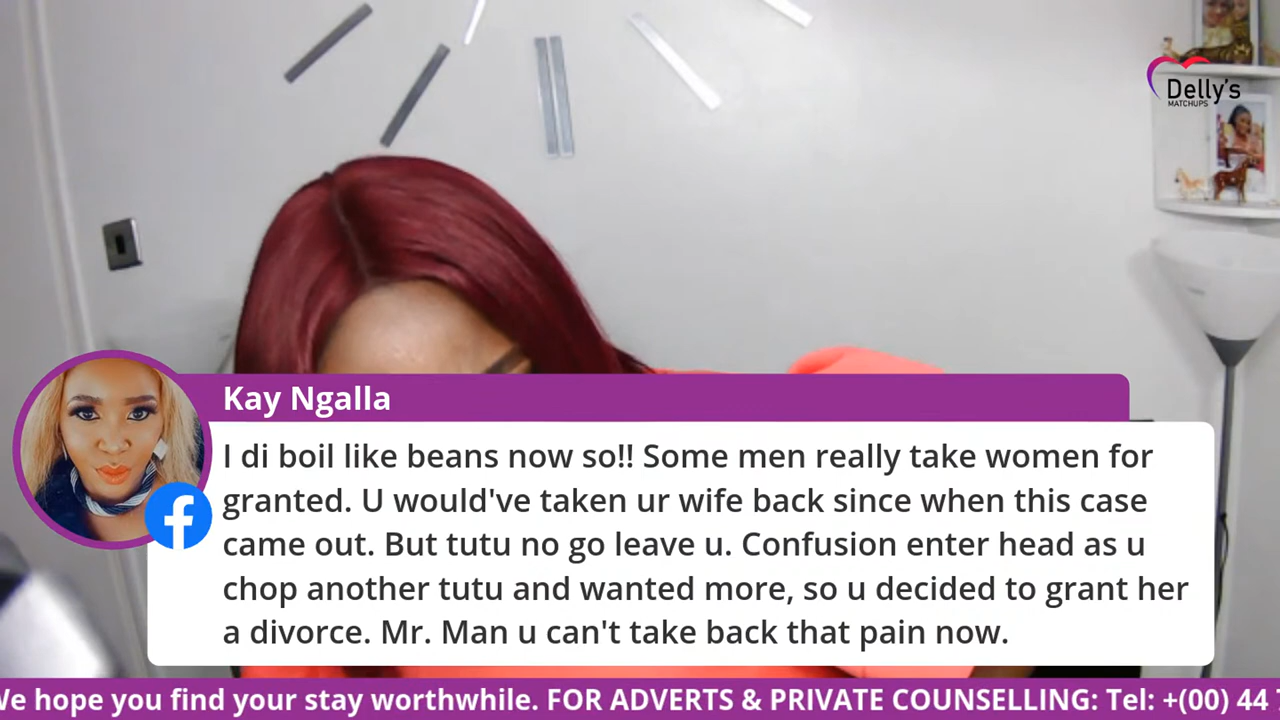 Delly's
MATCHUPS
Kay Ngalla
I di boil like beans now so!! Some men really take women for
granted. U would've taken ur wife back since when this case
came out. But tutu no go leave u. Confusion enter head as u
chop another tutu and wanted more, so u decided to grant her
a divorce. Mr. Man u can't take back that pain now.
We hope you find your stay worthwhile. FOR ADVERTS & PRIVATE COUNSELLING: Tel: +(00) 44